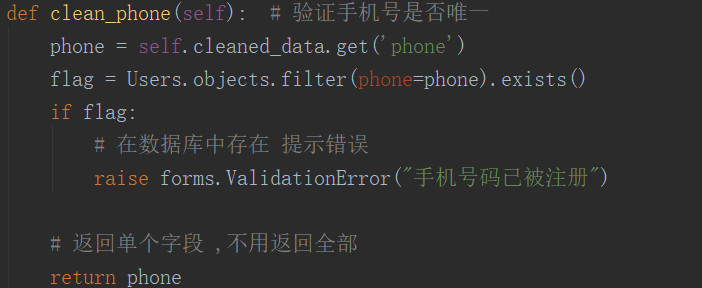 def clean_phone(self):  # 验证手机号是否唯一
    phone = self.cleaned_data.get('phone')
    flag = Users.objects.filter(phone=phone).exists()
    if flag:
        # 在数据库中存在 提示错误
        raise forms.ValidationError("手机号码已被注册")
    # 返回单个字段 ,不用返回全部
    return phone